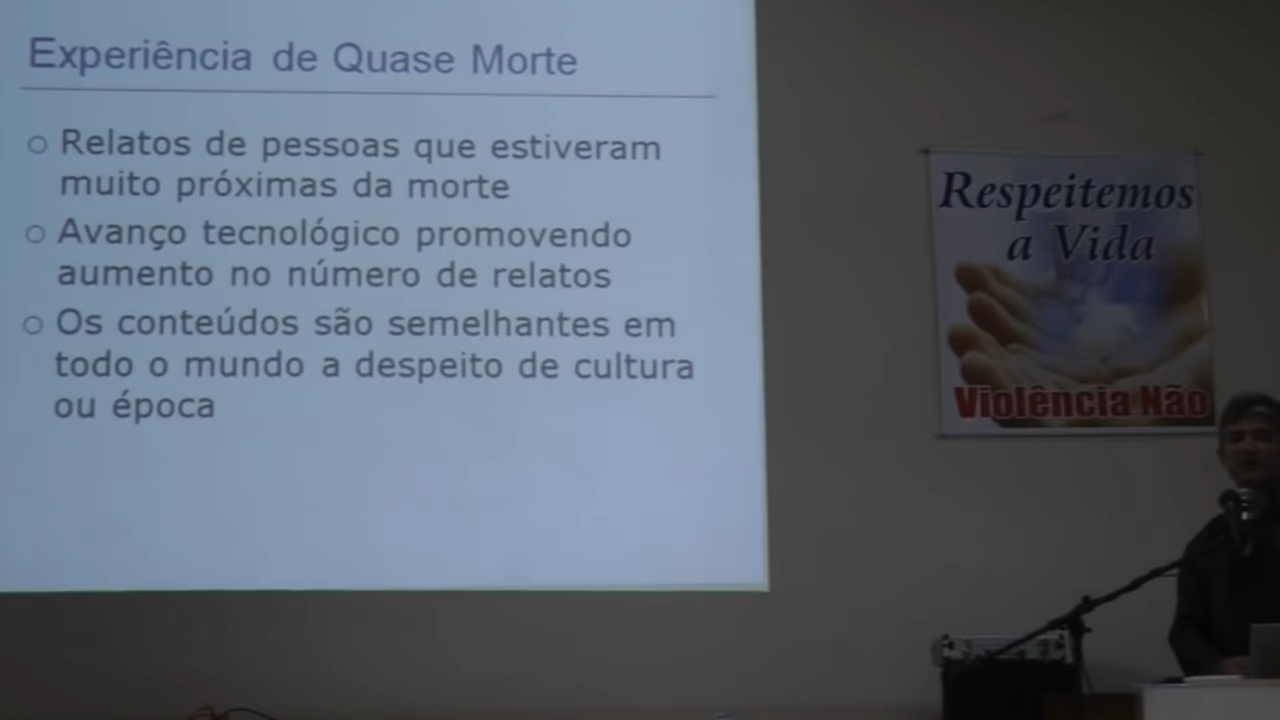 Experiência de Quase Morte
Relatos de pessoas que estiveram
muito próximas da morte
Avanço tecnológico promovendo
aumento no número de relatos
Os conteúdos são semelhantes em
todo o mundo a despeito de cultura
ou época
Respeitemos
a Vida
Violência Não